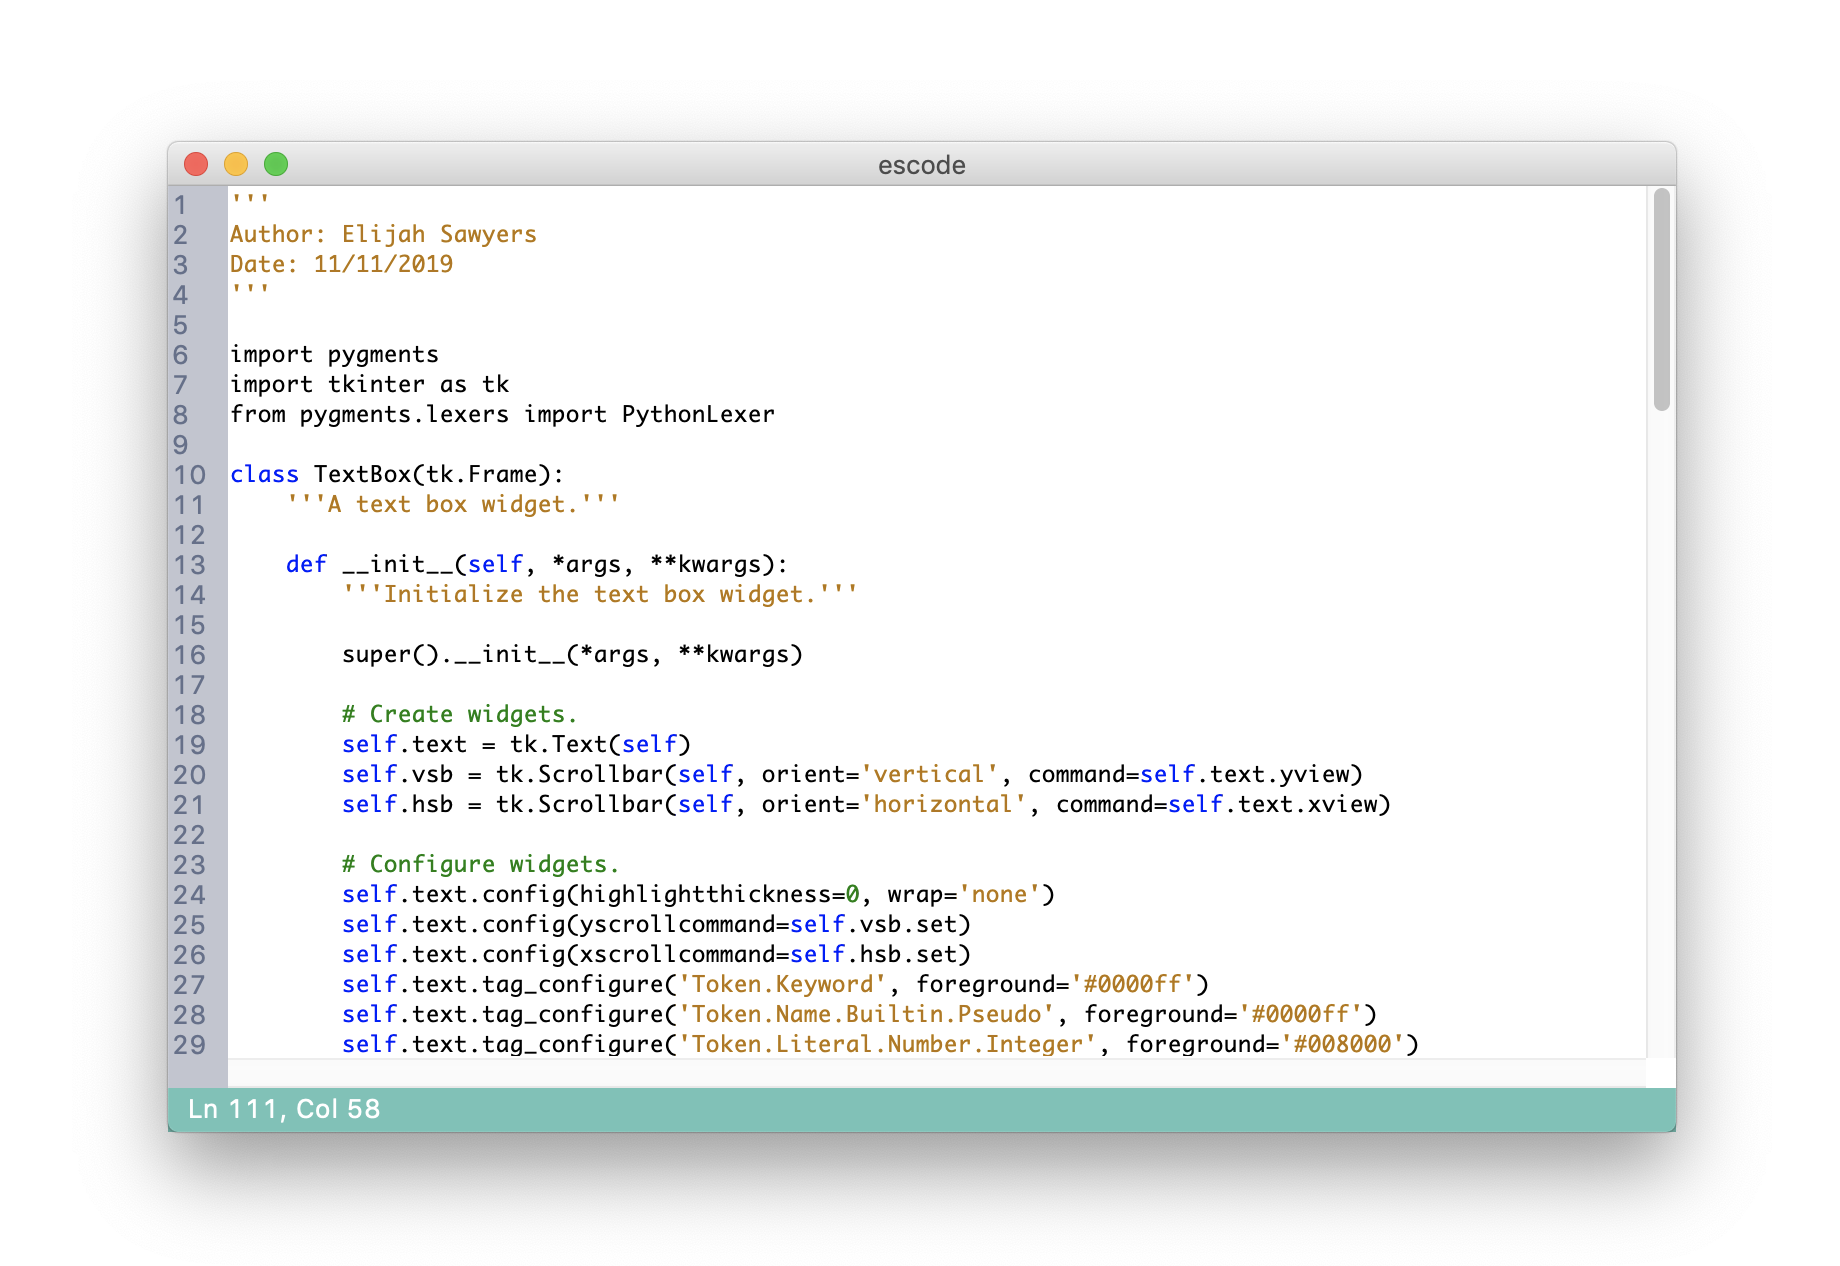 escode
1 '''
2 Author: Elijah Sawyers
3 Date: 11/11/2019
4 '''
5
6 import pygments
7 import tkinter as tk
8 from pygments.lexers import PythonLexer
9
10 class TextBox(tk.Frame):
11     '''A text box widget.'''
12
13     def __init__(self, *args, **kwargs):
14         '''Initialize the text box widget.'''
15
16         super().__init__(*args, **kwargs)
17
18         # Create widgets.
19         self.text = tk.Text(self)
20         self.vsb = tk.Scrollbar(self, orient='vertical', command=self.text.yview)
21         self.hsb = tk.Scrollbar(self, orient='horizontal', command=self.text.xview)
22
23         # Configure widgets.
24         self.text.config(highlightthickness=0, wrap='none')
25         self.text.config(yscrollcommand=self.vsb.set)
26         self.text.config(xscrollcommand=self.hsb.set)
27         self.text.tag_configure('Token.Keyword', foreground='#0000ff')
28         self.text.tag_configure('Token.Name.Builtin.Pseudo', foreground='#0000ff')
29         self.text.tag_configure('Token.Literal.Number.Integer', foreground='#008000')
Ln 111, Col 58